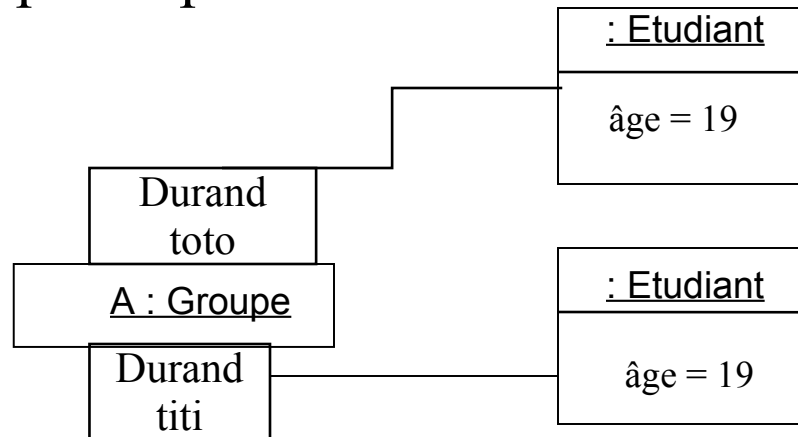 : Etudiant
âge = 19
Durand
toto
A : Groupe
: Etudiant
Durand
titi
âge = 19